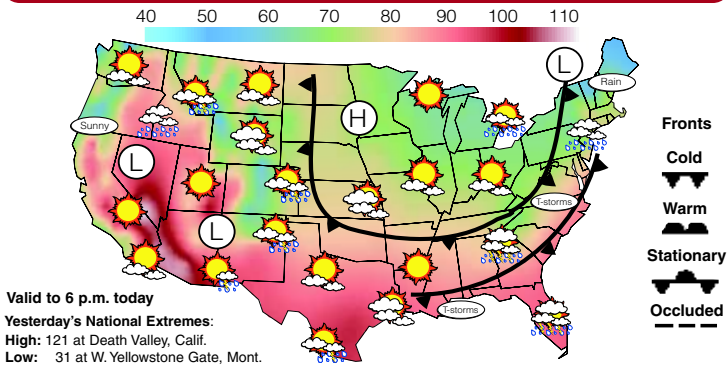 40 50 60 70 80 90 100 110
L
Rain
H
Sunny
L
T-storms
L
T-storms
Fronts
Cold
Warm
Stationary
Occluded
Valid to 6 p.m. today
Yesterday's National Extremes:
High: 121 at Death Valley, Calif.
Low: 31 at W. Yellowstone Gate, Mont.